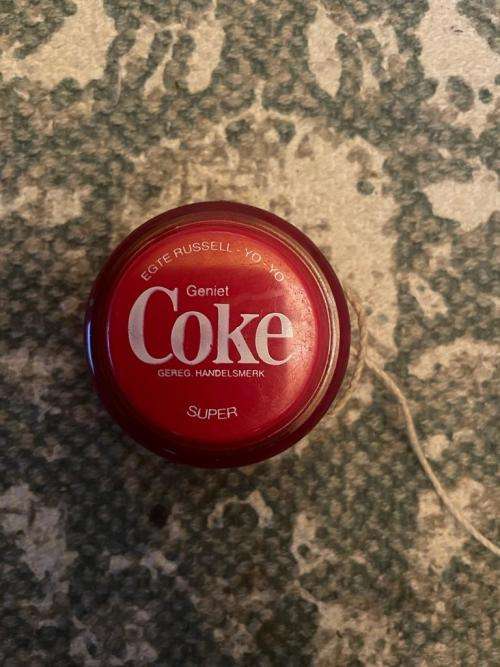 EGTE RUSSELL - YO - YO
Geniet
Coke
GEREG. HANDELSMERK
SUPER